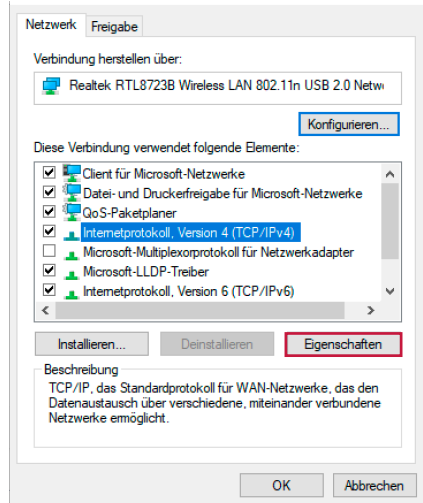 Netzwerk Freigabe
Verbindung herstellen über:
Realtek RTL8723B Wireless LAN 802.11n USB 2.0
Konfigurieren...
Diese Verbindung verwendet folgende Elemente:
Client für Microsoft-Netzwerke
Datei- und Druckerfreigabe für Microsoft-Netzwerke
QoS-Paketplaner
Internetprotokoll, Version 4 (TCP/IPv4)
Microsoft-Multiplexorprotokoll für Netzwerkadapter
Microsoft-LLDP-Treiber
Internetprotokoll, Version 6 (TCP/IPv6)
Installieren... Deinstallieren Eigenschaften
Beschreibung
TCP/IP, das Standardprotokoll für WAN-Netzwerke, das den
Datenaustausch über verschiedene, miteinander verbundene
Netzwerke ermöglicht.
OK Abbrechen